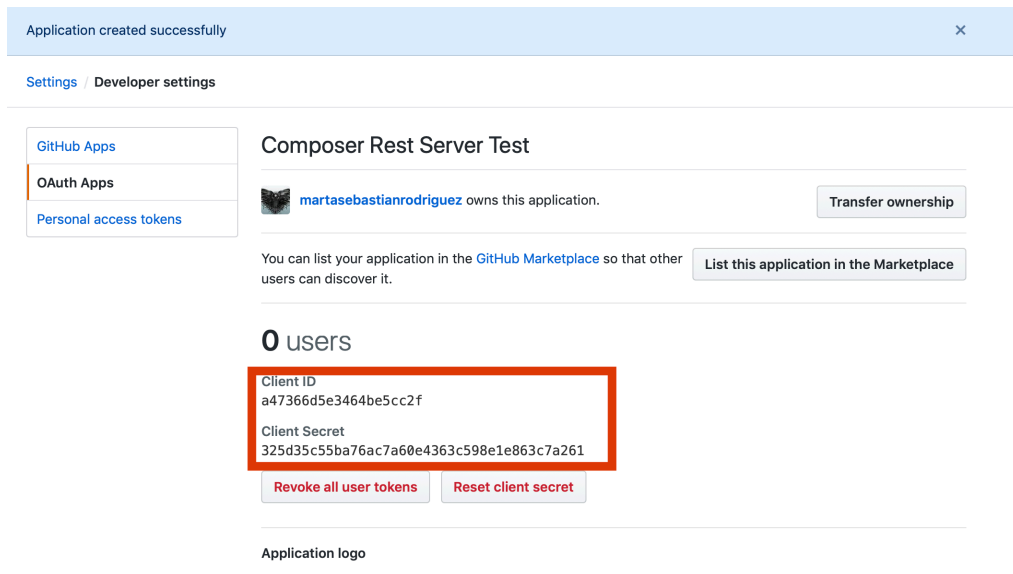 Application created successfully
Settings / Developer settings
GitHub Apps
OAuth Apps
Personal access tokens
Composer Rest Server Test
martasebastianrodriguez owns this application.
Transfer ownership
You can list your application in the GitHub Marketplace so that other
users can discover it.
List this application in the Marketplace
0 users
Client ID
a47366d5e3464be5cc2f
Client Secret
325d35c55ba76ac7a60e4363c598e1e863c7a261
Revoke all user tokens
Reset client secret
Application logo